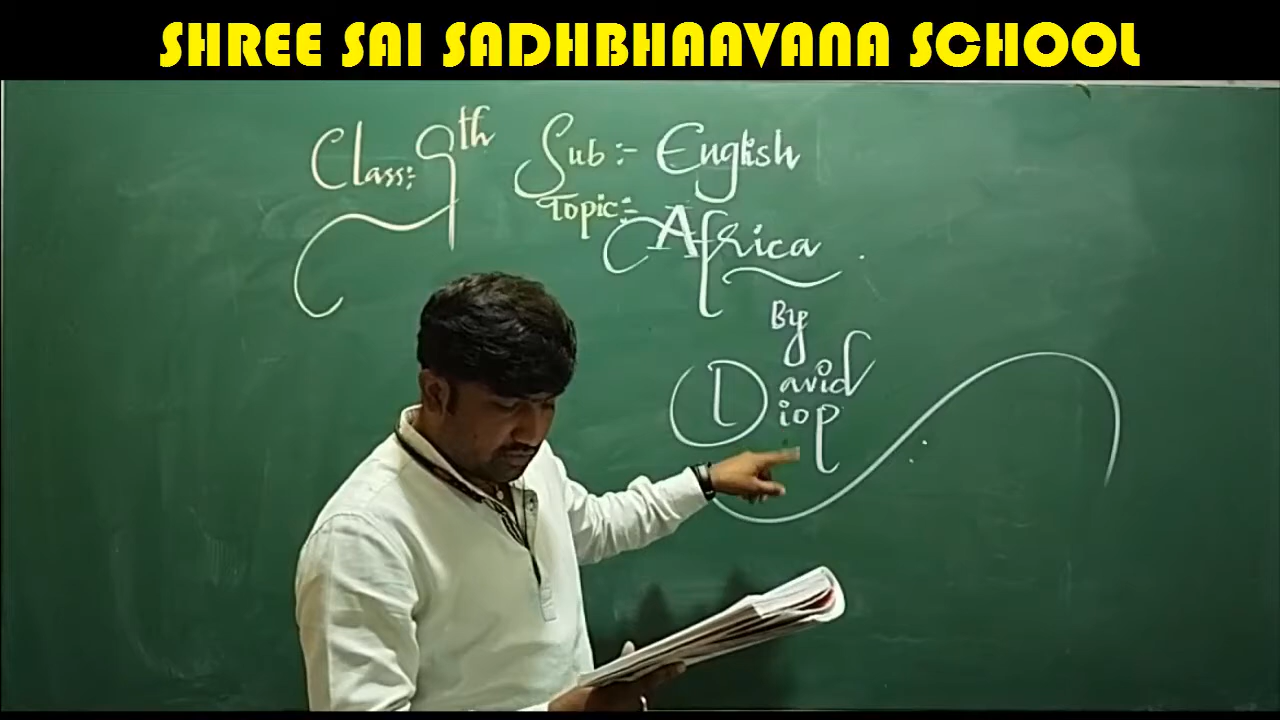 SHREE SAI SADHBHAAVANA SCHOOL
Class:- 9th Sub:- English
Topic:- Africa
By
David
Diop